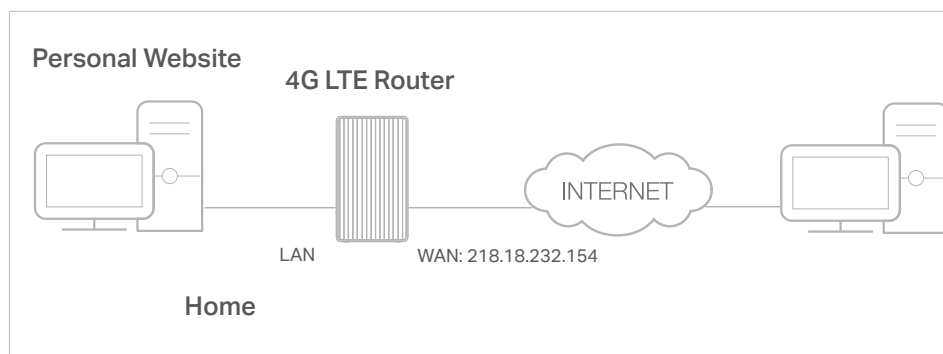 Personal Website
4G LTE Router
INTERNET
LAN
WAN: 218.18.232.154
Home